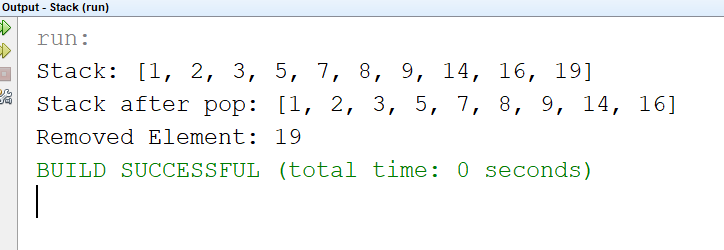 Output - Stack (run)
run:
Stack: [1, 2, 3, 5, 7, 8, 9, 14, 16, 19]
Stack after pop: [1, 2, 3, 5, 7, 8, 9, 14, 16]
Removed Element: 19
BUILD SUCCESSFUL (total time: 0 seconds)